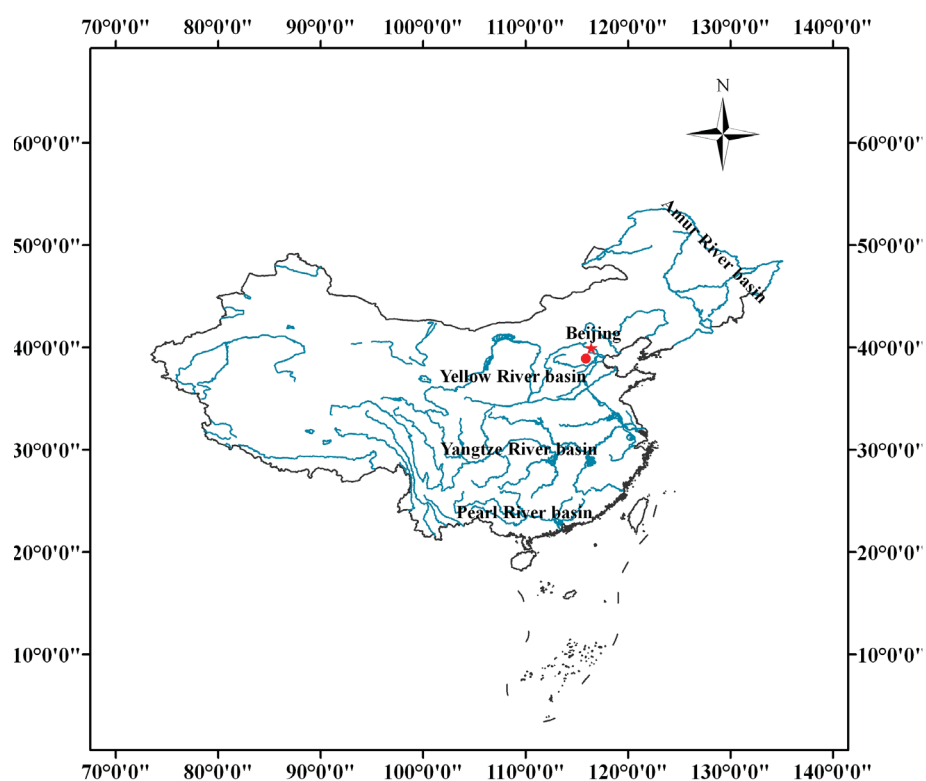 70°0'0" 80°0'0" 90°0'0" 100°0'0" 110°0'0" 120°0'0" 130°0'0" 140°0'0"
N
60°0'0" 60°0'0"
Amur River basin
50°0'0" 50°0'0"
Beijing
40°0'0" 40°0'0"
Yellow River basin
30°0'0" Yangtze River basin 30°0'0"
Pearl River basin
20°0'0" 20°0'0"
10°0'0" 10°0'0"
70°0'0" 80°0'0" 90°0'0" 100°0'0" 110°0'0" 120°0'0" 130°0'0" 140°0'0"